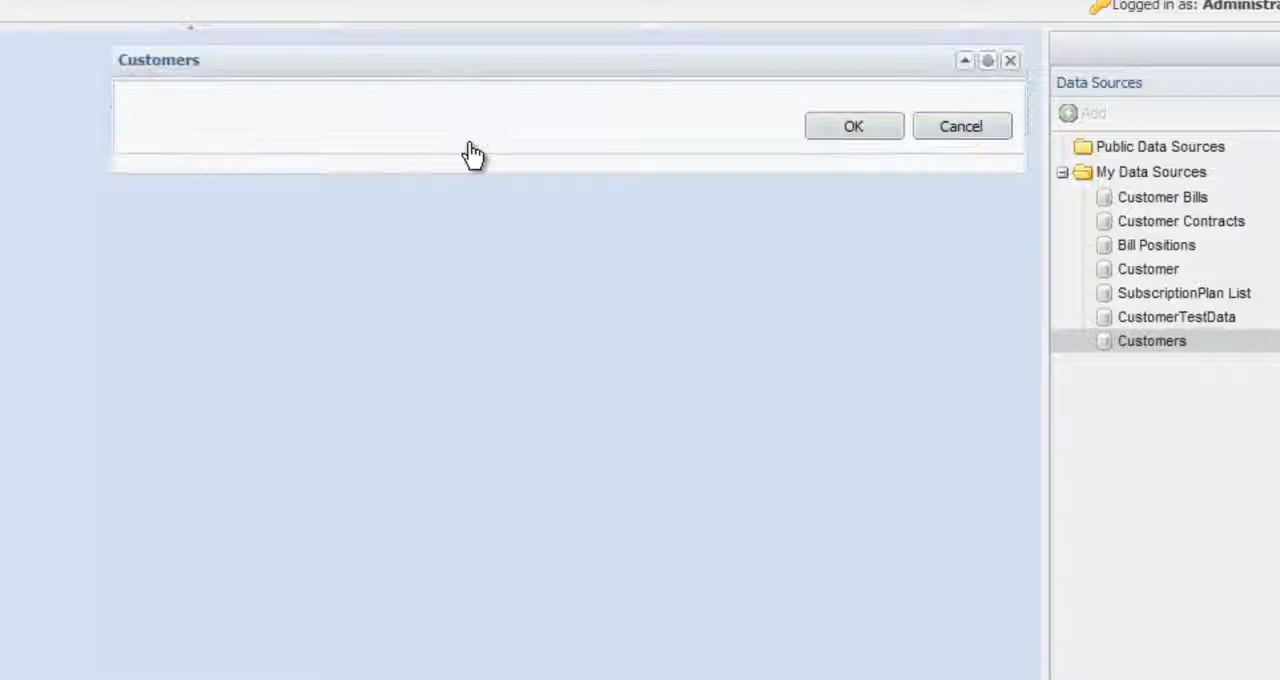 Logged in as: Administra
Customers
OK
Cancel
Data Sources
Add
Public Data Sources
My Data Sources
Customer Bills
Customer Contracts
Bill Positions
Customer
SubscriptionPlan List
CustomerTestData
Customers